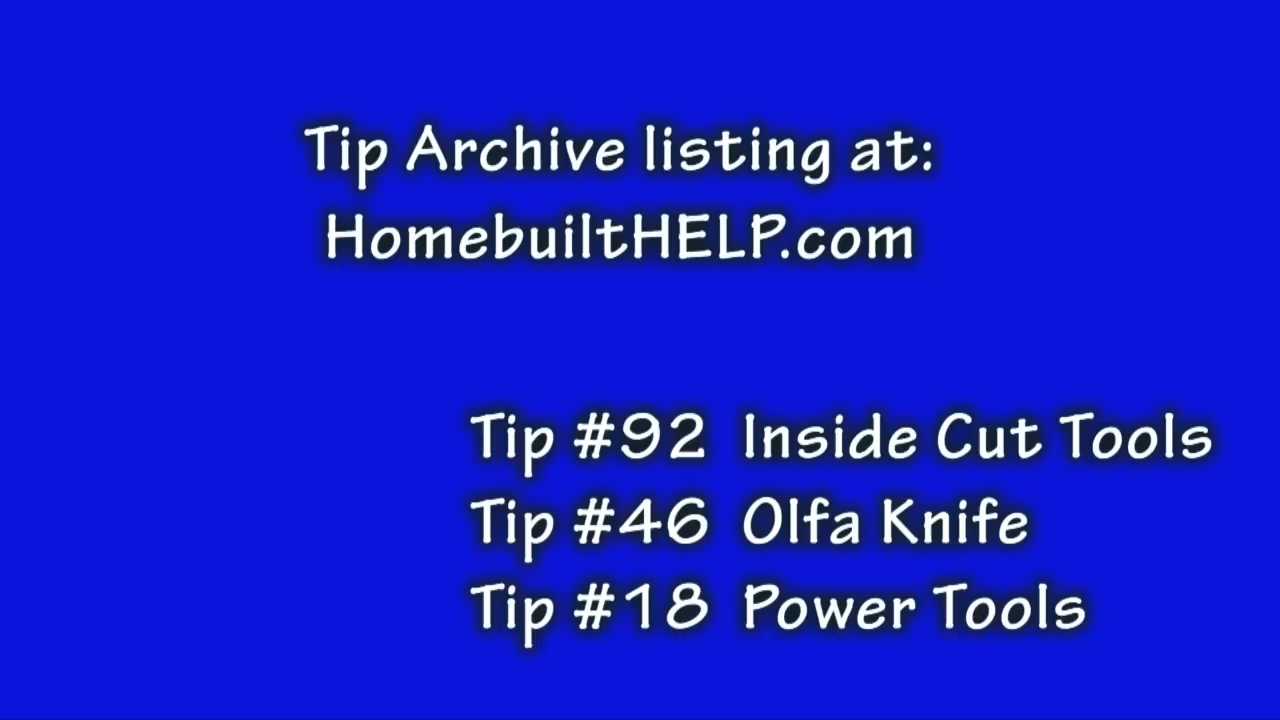 Tip Archive listing at:
HomebuiltHELP.com
Tip #92 Inside Cut Tools
Tip #46 Olfa Knife
Tip #18 Power Tools